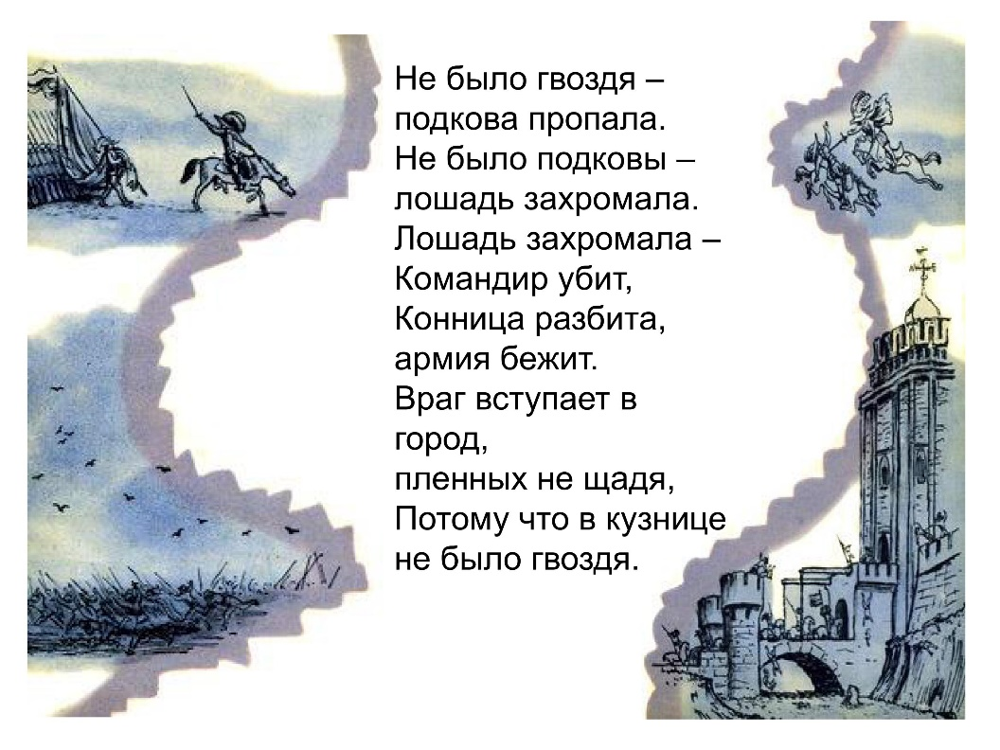 Не было гвоздя –
подкова пропала.
Не было подковы –
лошадь захромала.
Лошадь захромала –
Командир убит,
Конница разбита,
армия бежит.
Враг вступает в
город,
пленных не щадя,
Потому что в кузнице
не было гвоздя.